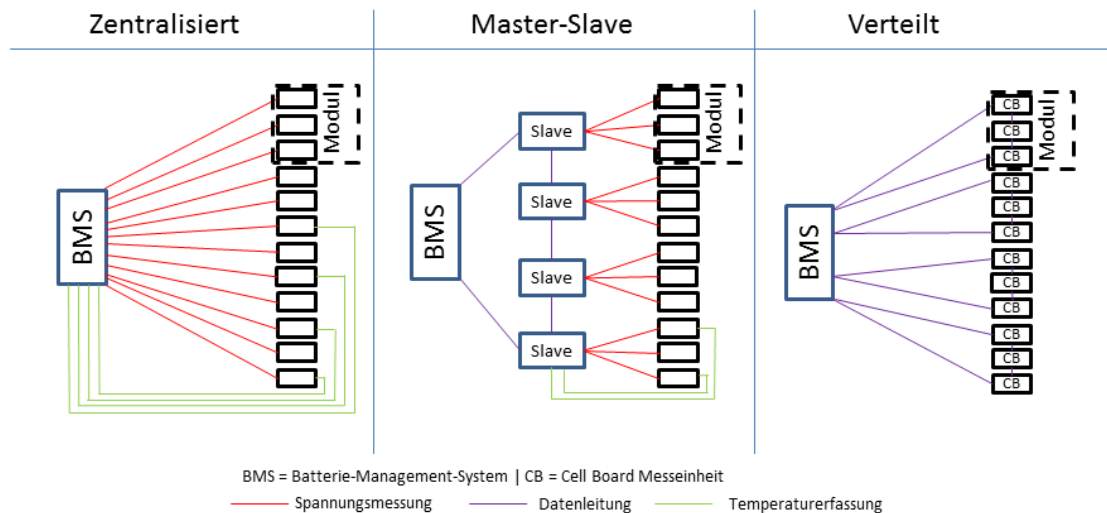 Zentralisiert
Master-Slave
Verteilt
Modul
BMS
Modul
Slave
Slave
Slave
Slave
BMS
Modul
CB
CB
CB
CB
CB
CB
CB
CB
CB
CB
CB
CB
BMS
BMS = Batterie-Management-System | CB = Cell Board Messeinheit
Spannungsmessung
Datenleitung
Temperaturerfassung